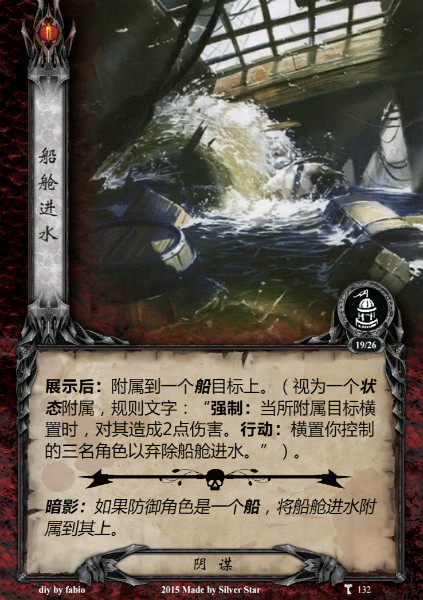 船舱进水
19/26
展示后：附属到一个船目标上。（视为一个状
态附属，规则文字：“强制：当所附属目标横
置时，对其造成2点伤害。行动：横置你控制
的三名角色以弃除船舱进水。”）。
暗影：如果防御角色是一个船，将船舱进水附
属到其上。
阴谋
diy by fabio
2015 Made by Silver Star
132